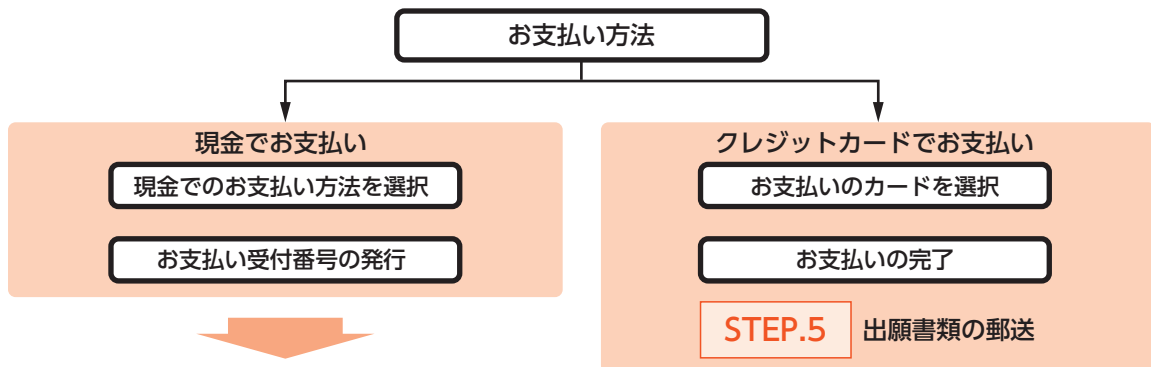 お支払い方法
現金でお支払い
現金でのお支払い方法を選択
お支払い受付番号の発行
クレジットカードでお支払い
お支払いのカードを選択
お支払いの完了
STEP.5 出願書類の郵送